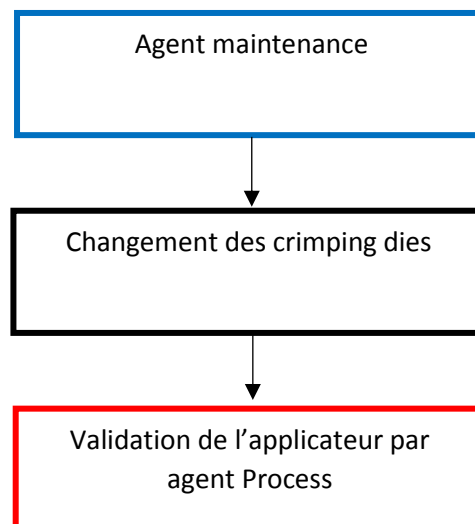 Agent maintenance
Changement des crimping dies
Validation de l’applicateur par
agent Process